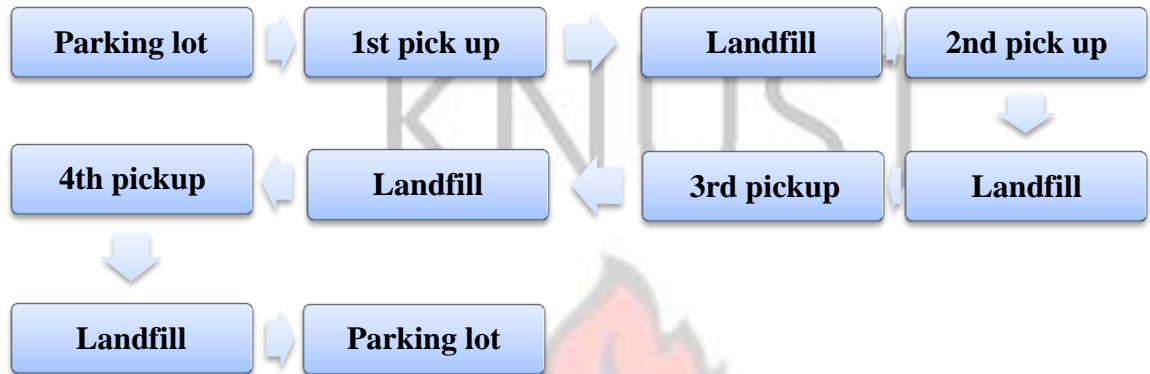 Parking lot
1st pick up
Landfill
2nd pick up
Landfill
3rd pickup
Landfill
4th pickup
Landfill
Parking lot
KNUST